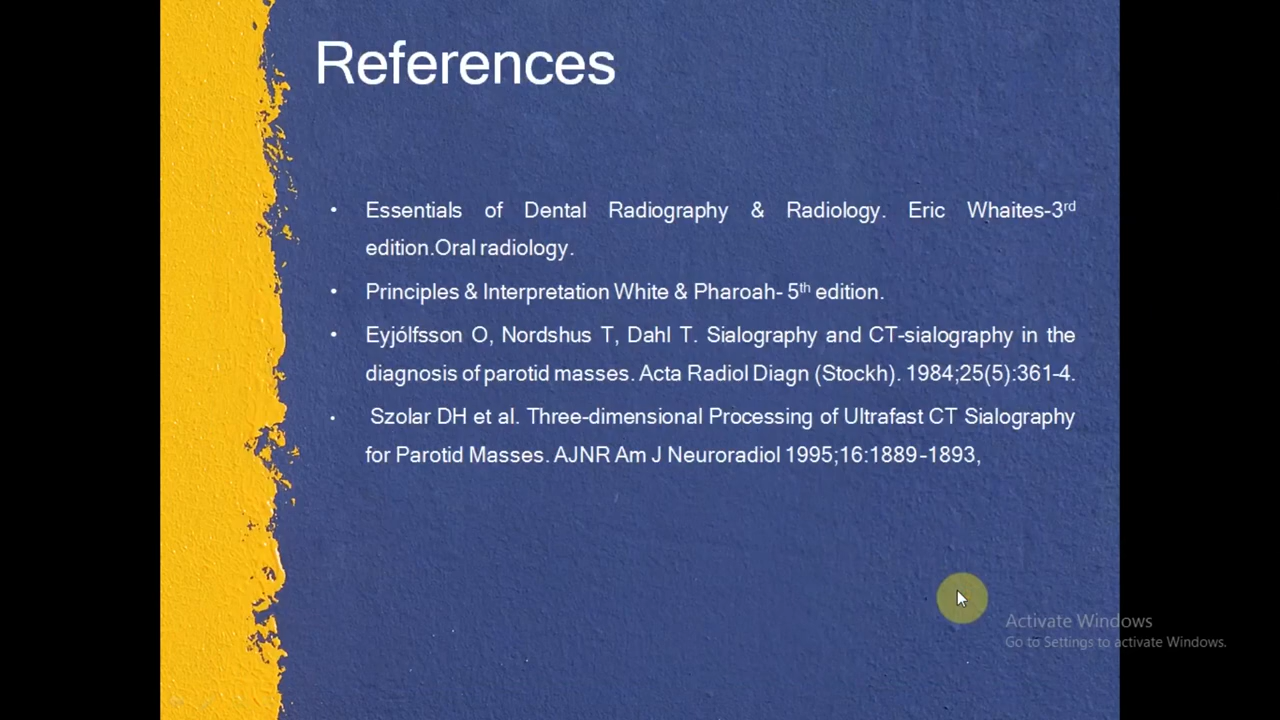 References
• Essentials of Dental Radiography & Radiology. Eric Whaites-3rd
edition.Oral radiology.
• Principles & Interpretation White & Pharoah- 5th edition.
• Eyjólfsson O, Nordshus T, Dahl T. Sialography and CT-sialography in the
diagnosis of parotid masses. Acta Radiol Diagn (Stockh). 1984;25(5):361-4.
• Szolar DH et al. Three-dimensional Processing of Ultrafast CT Sialography
for Parotid Masses. AJNR Am J Neuroradiol 1995;16:1889-1893,
Activate Windows
Go to Settings to activate Windows.